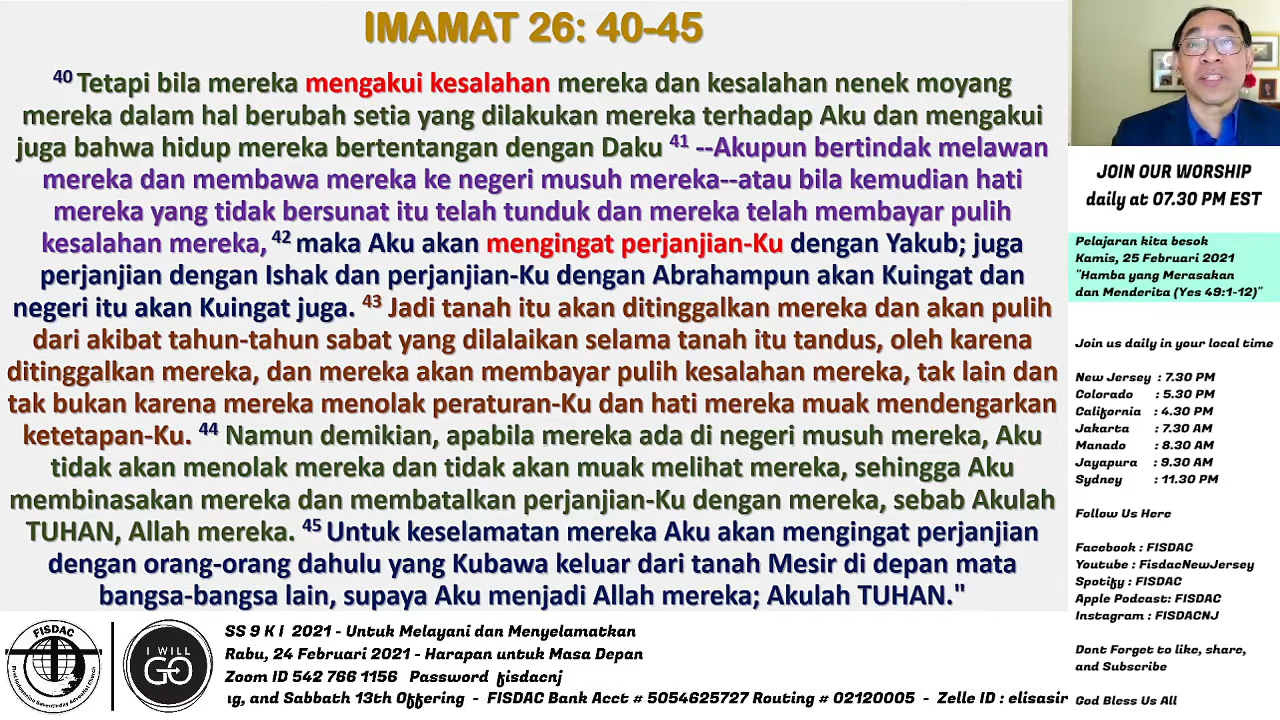 IMAMAT 26: 40-45
40 Tetapi bila mereka mengakui kesalahan mereka dan kesalahan nenek moyang
mereka dalam hal berubah setia yang dilakukan mereka terhadap Aku dan mengakui
juga bahwa hidup mereka bertentangan dengan Daku 41 --Akupun bertindak melawan
mereka dan membawa mereka ke negeri musuh mereka--atau bila kemudian hati
mereka yang tidak bersunat itu telah tunduk dan mereka telah membayar pulih
kesalahan mereka, 42 maka Aku akan mengingat perjanjian-Ku dengan Yakub; juga
perjanjian dengan Ishak dan perjanjian-Ku dengan Abrahampun akan Kuingat dan
negeri itu akan Kuingat juga. 43 Jadi tanah itu akan ditinggalkan mereka dan akan pulih
dari akibat tahun-tahun sabat yang dilalaikan selama tanah itu tandus, oleh karena
ditinggalkan mereka, dan mereka akan membayar pulih kesalahan mereka, tak lain dan
tak bukan karena mereka menolak peraturan-Ku dan hati mereka muak mendengarkan
ketetapan-Ku. 44 Namun demikian, apabila mereka ada di negeri musuh mereka, Aku
tidak akan menolak mereka dan tidak akan muak melihat mereka, sehingga Aku
membinasakan mereka dan membatalkan perjanjian-Ku dengan mereka, sebab Akulah
TUHAN, Allah mereka. 45 Untuk keselamatan mereka Aku akan mengingat perjanjian
dengan orang-orang dahulu yang Kubawa keluar dari tanah Mesir di depan mata
bangsa-bangsa lain, supaya Aku menjadi Allah mereka; Akulah TUHAN."
JOIN OUR WORSHIP
daily at 07.30 PM EST
Pelajaran kita besok
Kamis, 25 Februari 2021
"Hamba yang Merasakan
dan Menderita (Yes 49:1-12)"
Join us daily in your local time
New Jersey : 7.30 PM
Colorado : 5.30 PM
California : 4.30 PM
Jakarta : 7.30 AM
Manado : 8.30 AM
Jayapura : 9.30 AM
Sydney : 11.30 PM
Follow Us Here
Facebook : FISDAC
Youtube : FisdacNewJersey
Spotify : FISDAC
Apple Podcast: FISDAC
Instagram : FISDACNJ
Dont Forget to like, share,
and Subscribe
God Bless Us All
FISDAC
I WILL
GO
SS 9 K I 2021 - Untuk Melayani dan Menyelamatkan
Rabu, 24 Februari 2021 - Harapan untuk Masa Depan
Zoom ID 542 766 1156 Password fisdacnj
ıg, and Sabbath 13th Offering - FISDAC Bank Acct # 5054625727 Routing # 02120005 - Zelle ID : elisasir